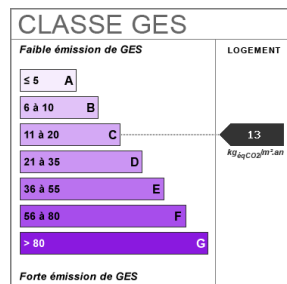 CLASSE GES
Faible émission de GES
LOGEMENT
≤ 5 A
6 à 10 B
11 à 20 C
13
kgéqCO2/m².an
21 à 35 D
36 à 55 E
56 à 80 F
> 80 G
Forte émission de GES